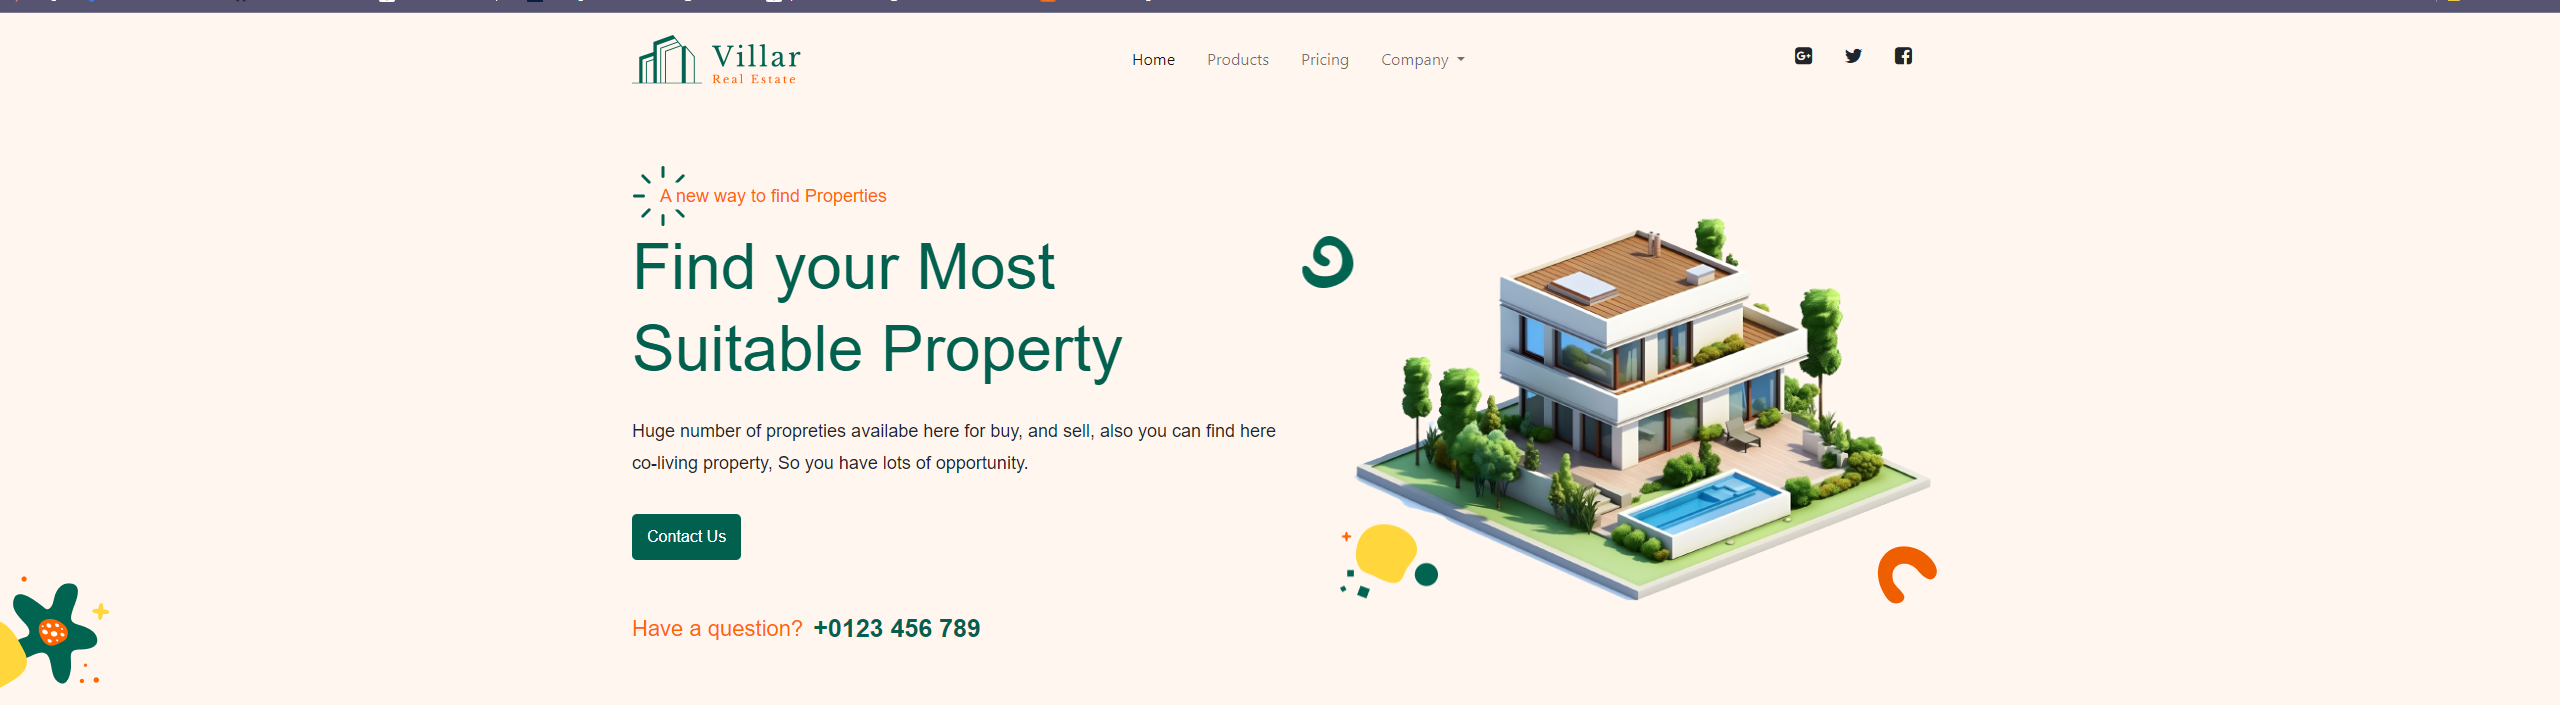 Villar
Real Estate
Home
Products
Pricing
Company
G+
A new way to find Properties
Find your Most
Suitable Property
Huge number of propreties availabe here for buy, and sell, also you can find here
co-living property, So you have lots of opportunity.
Contact Us
Have a question? +0123 456 789